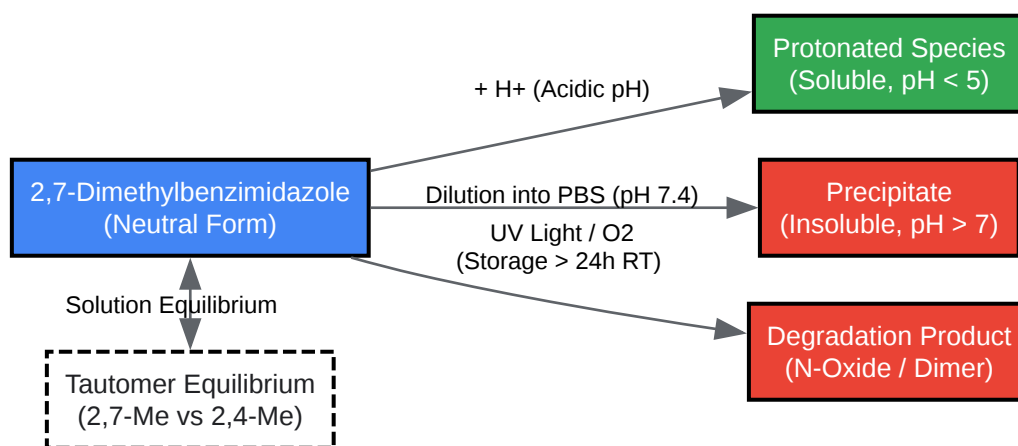 Protonated Species
(Soluble, pH < 5)
+ H+ (Acidic pH)
2,7-Dimethylbenzimidazole
(Neutral Form)
Dilution into PBS (pH 7.4)
Precipitate
(Insoluble, pH > 7)
UV Light / O2
(Storage > 24h RT)
Solution Equilibrium
Degradation Product
(N-Oxide / Dimer)
Tautomer Equilibrium
(2,7-Me vs 2,4-Me)